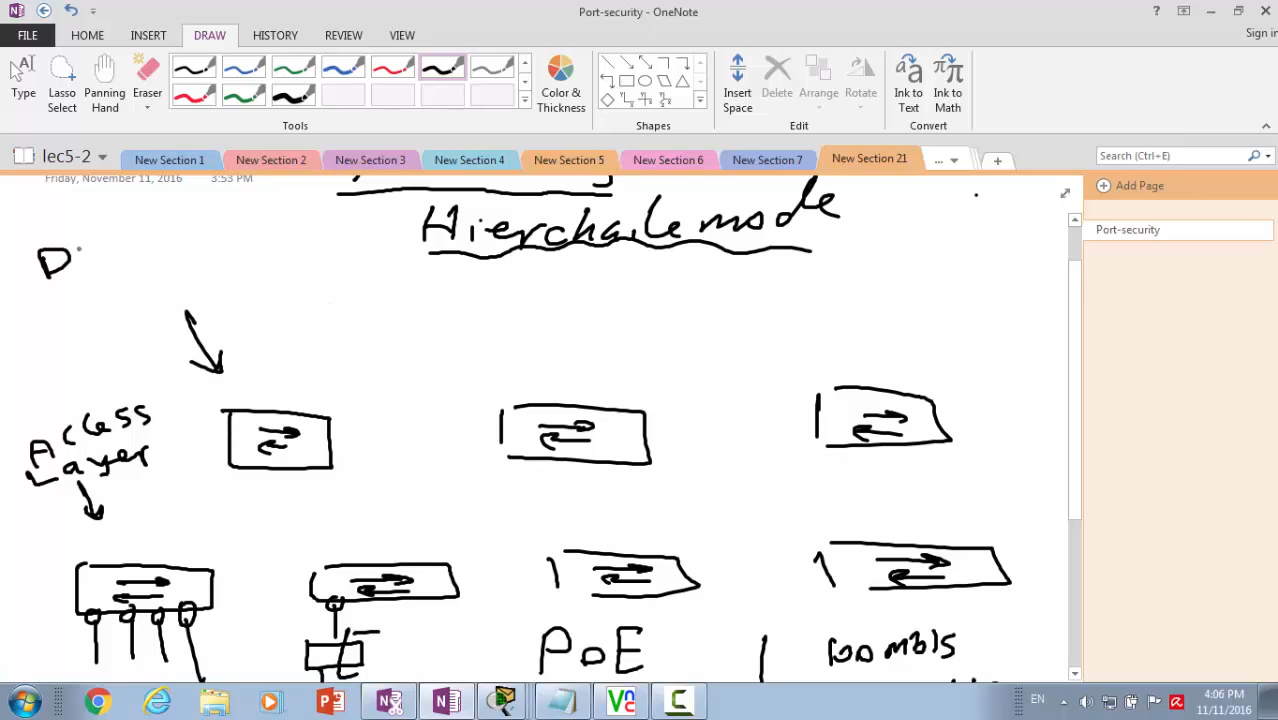 Port-security - OneNote
?
FILE
HOME
INSERT
DRAW
HISTORY
REVIEW
VIEW
Sign in
Type
Lasso Select
Panning Hand
Eraser
Color & Thickness
Insert Space
Delete
Arrange
Rotate
Ink to Text
Ink to Math
Tools
Shapes
Edit
Convert
lec5-2
New Section 1
New Section 2
New Section 3
New Section 4
New Section 5
New Section 6
New Section 7
New Section 21
...
Search (Ctrl+E)
Add Page
Port-security
Friday, November 11, 2016
3:53 PM
mode
D
Access
Layer
PoE
EN
4:06 PM
11/11/2016